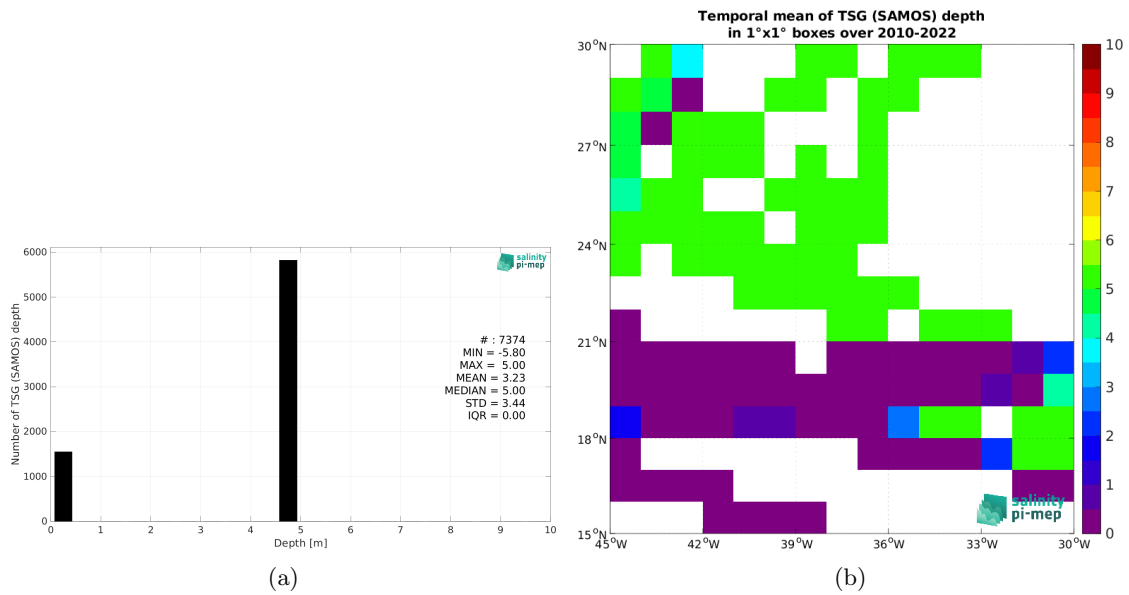 6000
5000
4000
3000
2000
1000
0
Number of TSG (SAMOS) depth
salinity
pi-mep
# : 7374
MIN = -5.80
MAX = 5.00
MEAN = 3.23
MEDIAN = 5.00
STD = 3.44
IQR = 0.00
0 1 2 3 4 5 6 7 8 9 10
Depth [m]
(a)
Temporal mean of TSG (SAMOS) depth
in 1°x1° boxes over 2010-2022
30°N
27°N
24°N
21°N
18°N
15°N
45°W 42°W 39°W 36°W 33°W 30°W
salinity
pi-mep
10
9
8
7
6
5
4
3
2
1
0
(b)